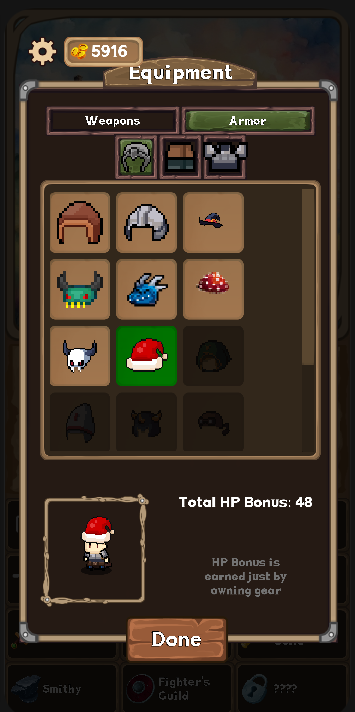 5916
Equipment
Weapons
Armor
Total HP Bonus: 48
HP Bonus is
earned just by
owning gear
Done
Smithy
Fighter's
Guild
????